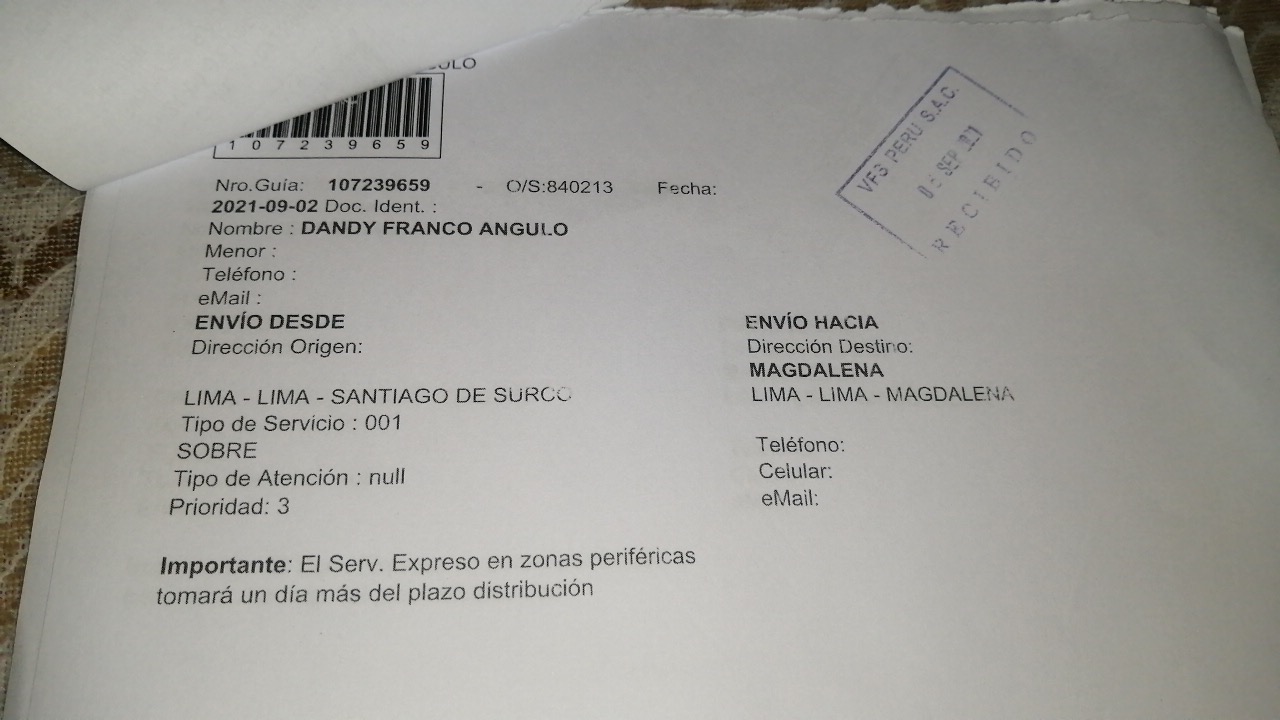 ULO
107239659
VFS PERU S.A.C.
SEP
RECIBIDO
Nro.Guía: 107239659 - O/S:840213 Fecha:
2021-09-02 Doc. Ident. :
Nombre : DANDY FRANCO ANGULO
Menor :
Teléfono :
eMail :
ENVÍO DESDE
Dirección Origen:
LIMA - LIMA - SANTIAGO DE SURCO
Tipo de Servicio : 001
SOBRE
Tipo de Atención : null
Prioridad: 3
ENVÍO HACIA
Dirección Destino:
MAGDALENA
LIMA - LIMA - MAGDALENA
Teléfono:
Celular:
eMail:
Importante: El Serv. Expreso en zonas periféricas
tomará un día más del plazo distribución